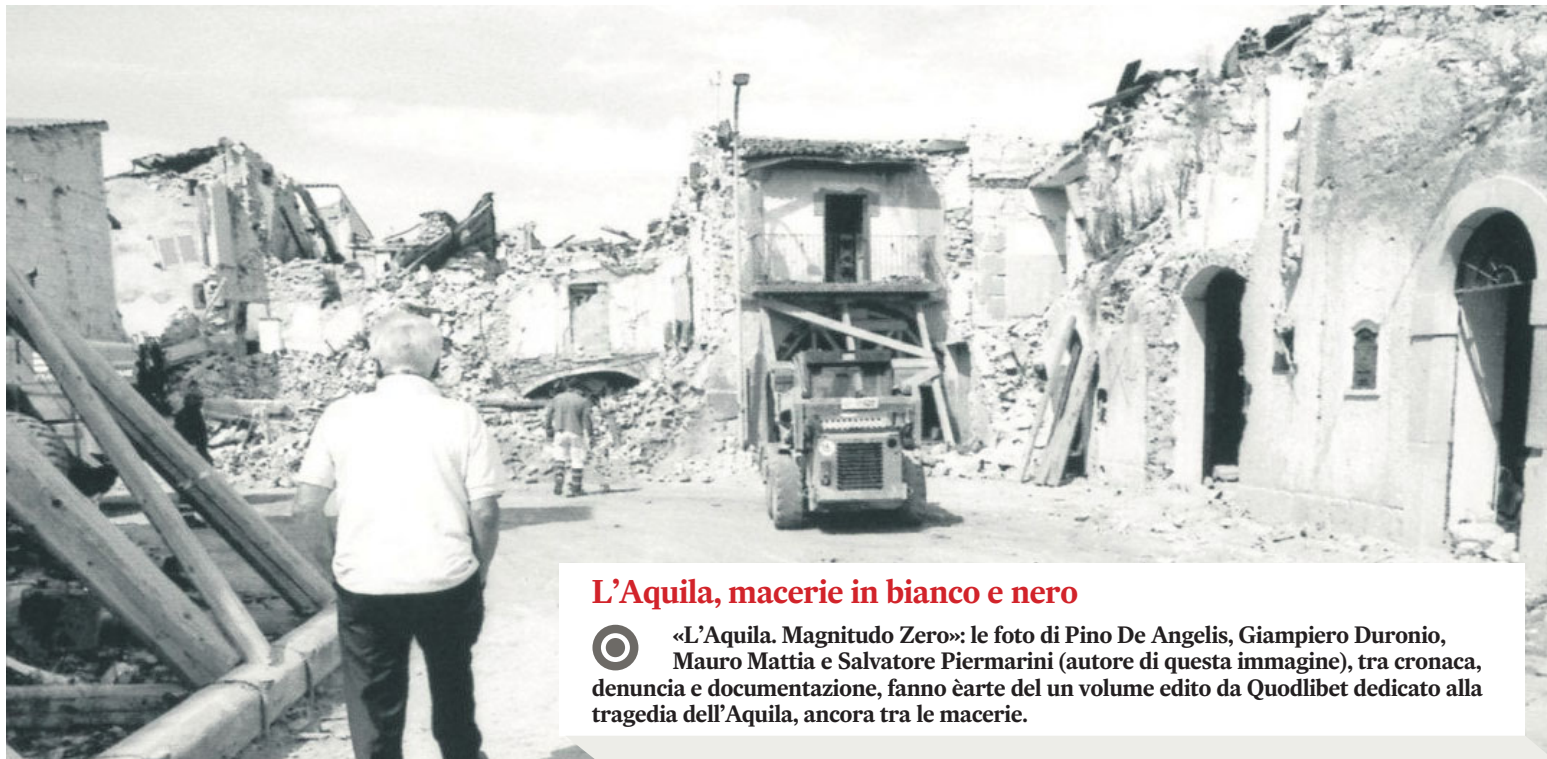 L'Aquila, macerie in bianco e nero
«L'Aquila. Magnitudo Zero»: le foto di Pino De Angelis, Giampiero Duronio,
Mauro Mattia e Salvatore Piermarini (autore di questa immagine), tra cronaca,
denuncia e documentazione, fanno èarte del un volume edito da Quodlibet dedicato alla
tragedia dell'Aquila, ancora tra le macerie.